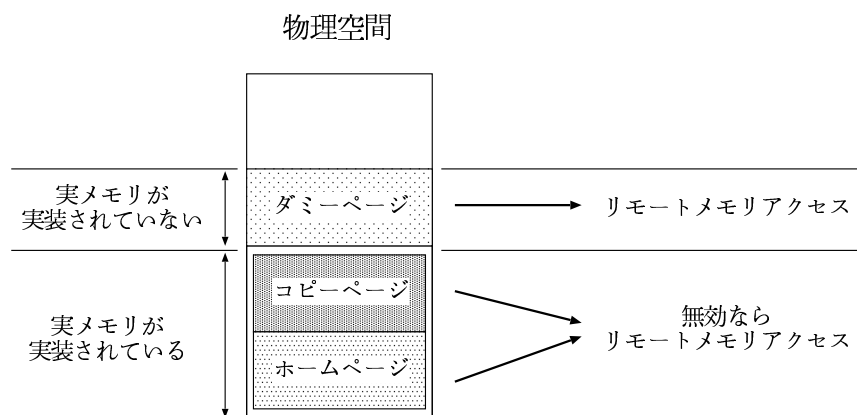 物理空間
実メモリが
実装されていない
ダミーページ
リモートメモリアクセス
コピーページ
実メモリが
実装されている
ホームページ
無効なら
リモートメモリアクセス